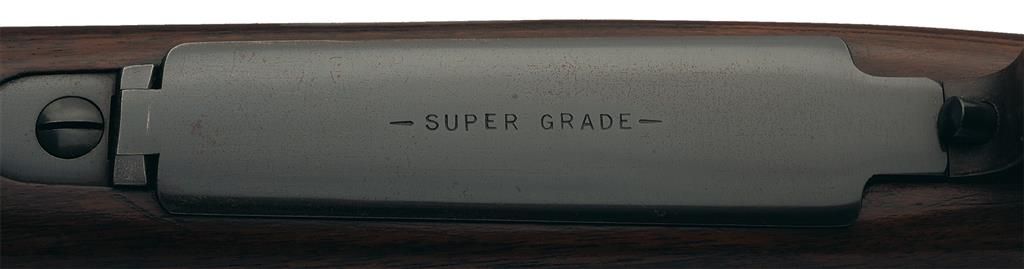 - SUPER GRADE -